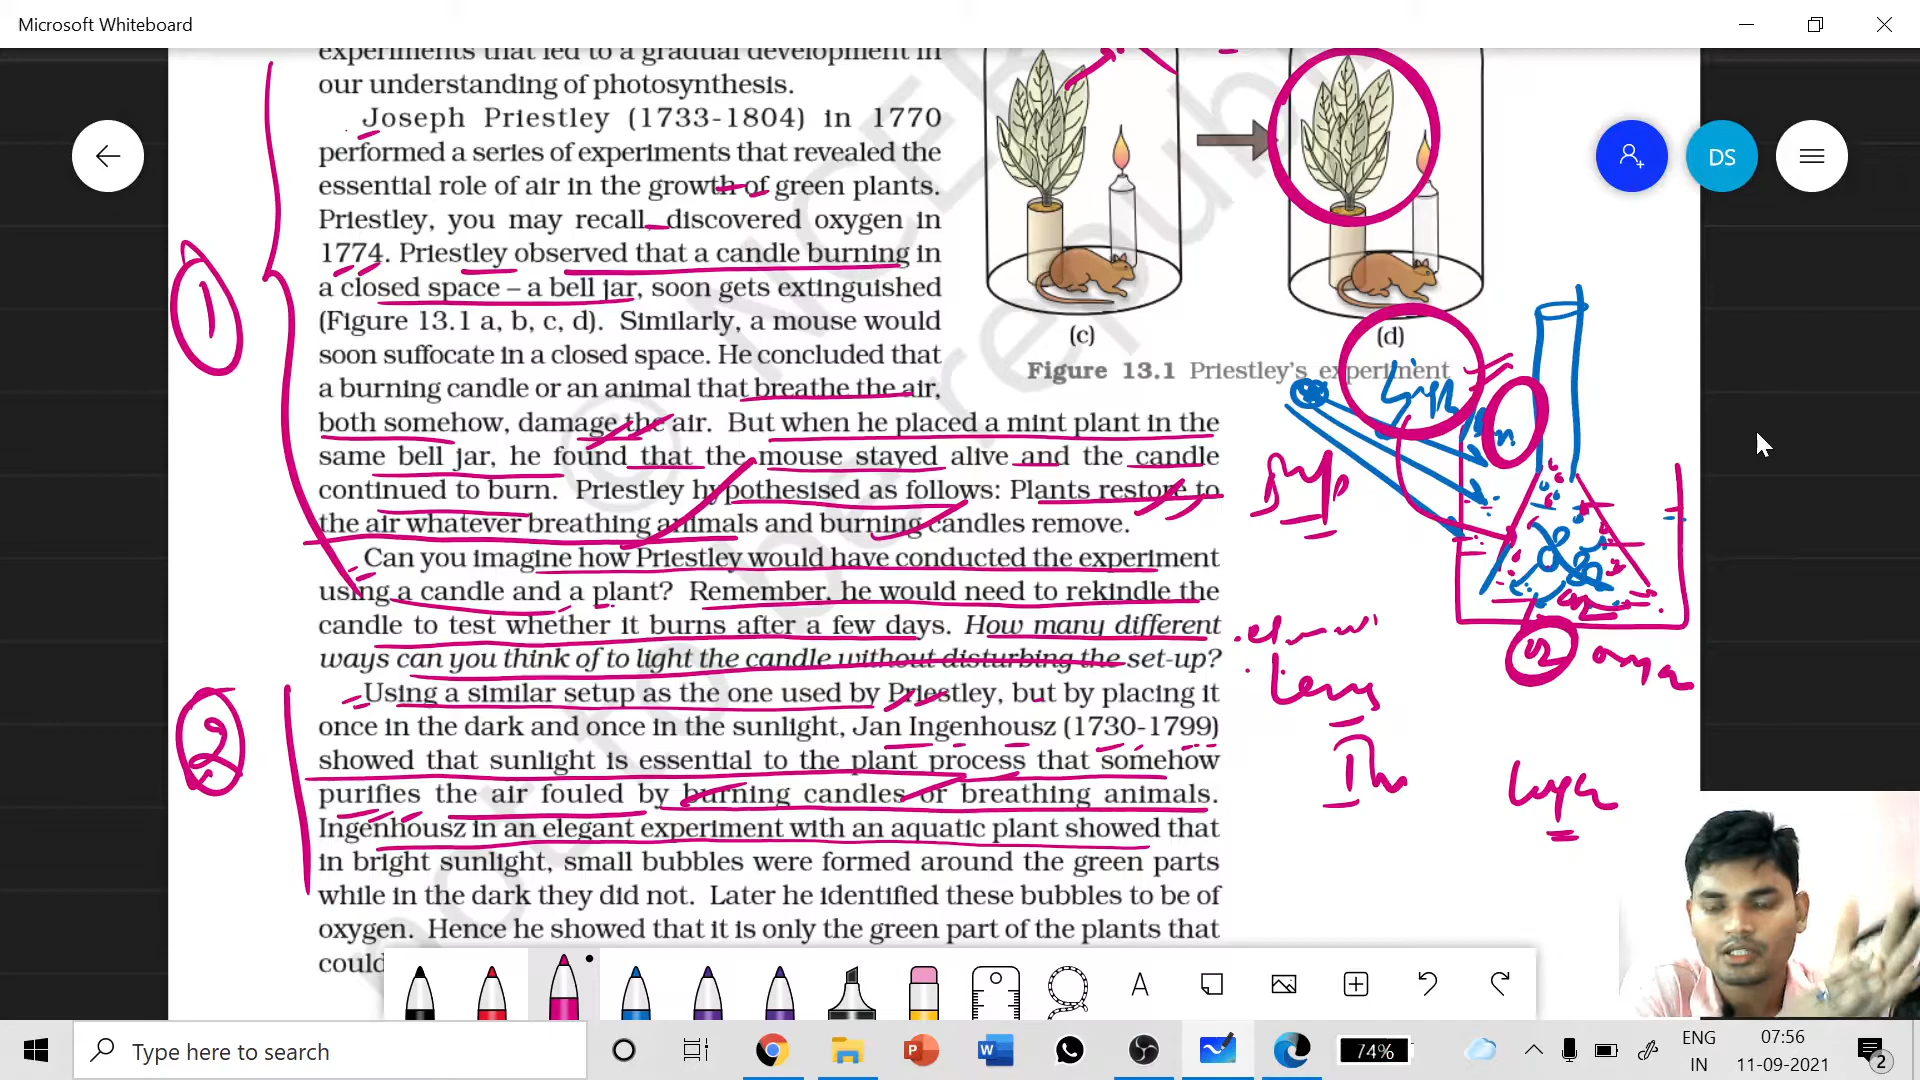 Microsoft Whiteboard
experiments that led to a gradual development in
our understanding of photosynthesis.
Joseph Priestley (1733-1804) in 1770
performed a series of experiments that revealed the
essential role of air in the growth of green plants.
Priestley, you may recall discovered oxygen in
1774. Priestley observed that a candle burning in
a closed space – a bell jar, soon gets extinguished
(Figure 13.1 a, b, c, d). Similarly, a mouse would
soon suffocate in a closed space. He concluded that
a burning candle or an animal that breathe the air,
both somehow, damage the air. But when he placed a mint plant in the
same bell jar, he found that the mouse stayed alive and the candle
continued to burn. Priestley hypothesised as follows: Plants restore to
the air whatever breathing animals and burning candles remove.
Can you imagine how Priestley would have conducted the experiment
using a candle and a plant? Remember, he would need to rekindle the
candle to test whether it burns after a few days. How many different
ways can you think of to light the candle without disturbing the set-up?
Using a similar setup as the one used by Priestley, but by placing it
once in the dark and once in the sunlight, Jan Ingenhousz (1730-1799)
showed that sunlight is essential to the plant process that somehow
purifies the air fouled by burning candles or breathing animals.
Ingenhousz in an elegant experiment with an aquatic plant showed that
in bright sunlight, small bubbles were formed around the green parts
while in the dark they did not. Later he identified these bubbles to be of
oxygen. Hence he showed that it is only the green part of the plants that
could
(c)
(d)
Figure 13.1 Priestley's experiment
1
2
O2
DS
A
Type here to search
74%
ENG
IN
07:56
11-09-2021
2